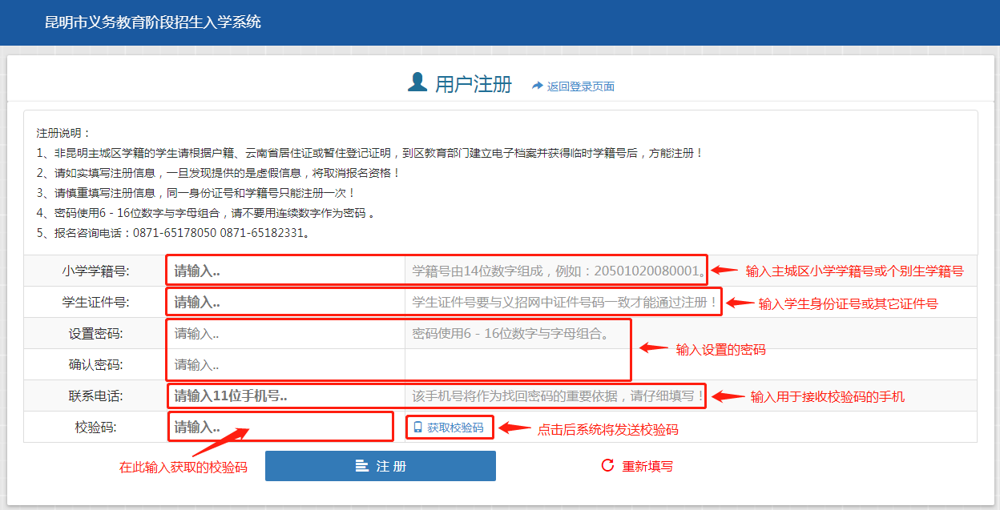 昆明市义务教育阶段招生入学系统
用户注册 返回登录页面
注册说明：
1、非昆明主城区学籍的学生请根据户籍、云南省居住证或暂住登记证明，到区教育部门建立电子档案并获得临时学籍号后，方能注册！
2、请如实填写注册信息，一旦发现提供的是虚假信息，将取消报名资格！
3、请慎重填写注册信息，同一身份证号和学籍号只能注册一次！
4、密码使用6 - 16位数字与字母组合，请不要用连续数字作为密码 。
5、报名咨询电话：0871-65178050 0871-65182331。
小学学籍号: 请输入.. 学籍号由14位数字组成，例如：20501020080001。 输入主城区小学学籍号或个别生学籍号
学生证件号: 请输入.. 学生证件号要与义招网中证件号码一致才能通过注册！ 输入学生身份证号或其它证件号
设置密码: 请输入.. 密码使用6 - 16位数字与字母组合。
输入设置的密码
确认密码: 请输入..
联系电话: 请输入11位手机号.. 该手机号将作为找回密码的重要依据，请仔细填写！ 输入用于接收校验码的手机
校验码: 请输入.. 获取校验码 点击后系统将发送校验码
在此输入获取的校验码 注 册 重新填写